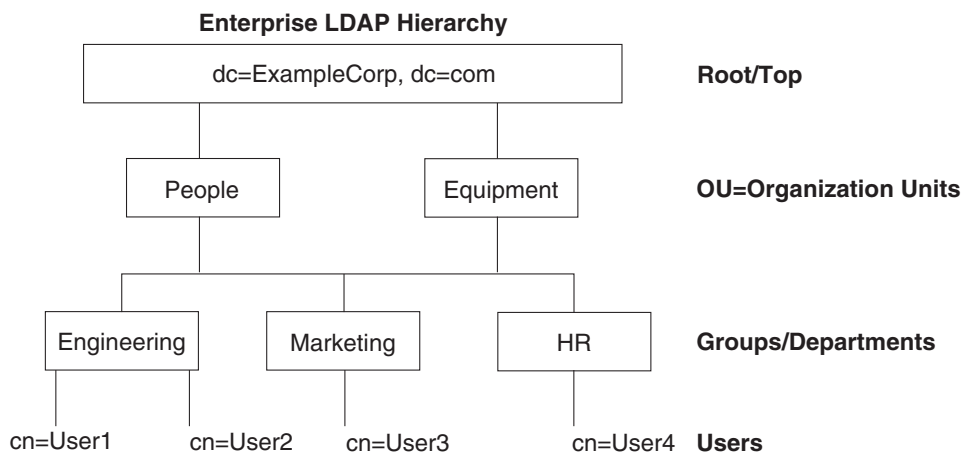 Enterprise LDAP Hierarchy
dc=ExampleCorp, dc=com
Root/Top
People
Equipment
OU=Organization Units
Engineering
Marketing
HR
Groups/Departments
cn=User1
cn=User2
cn=User3
cn=User4
Users